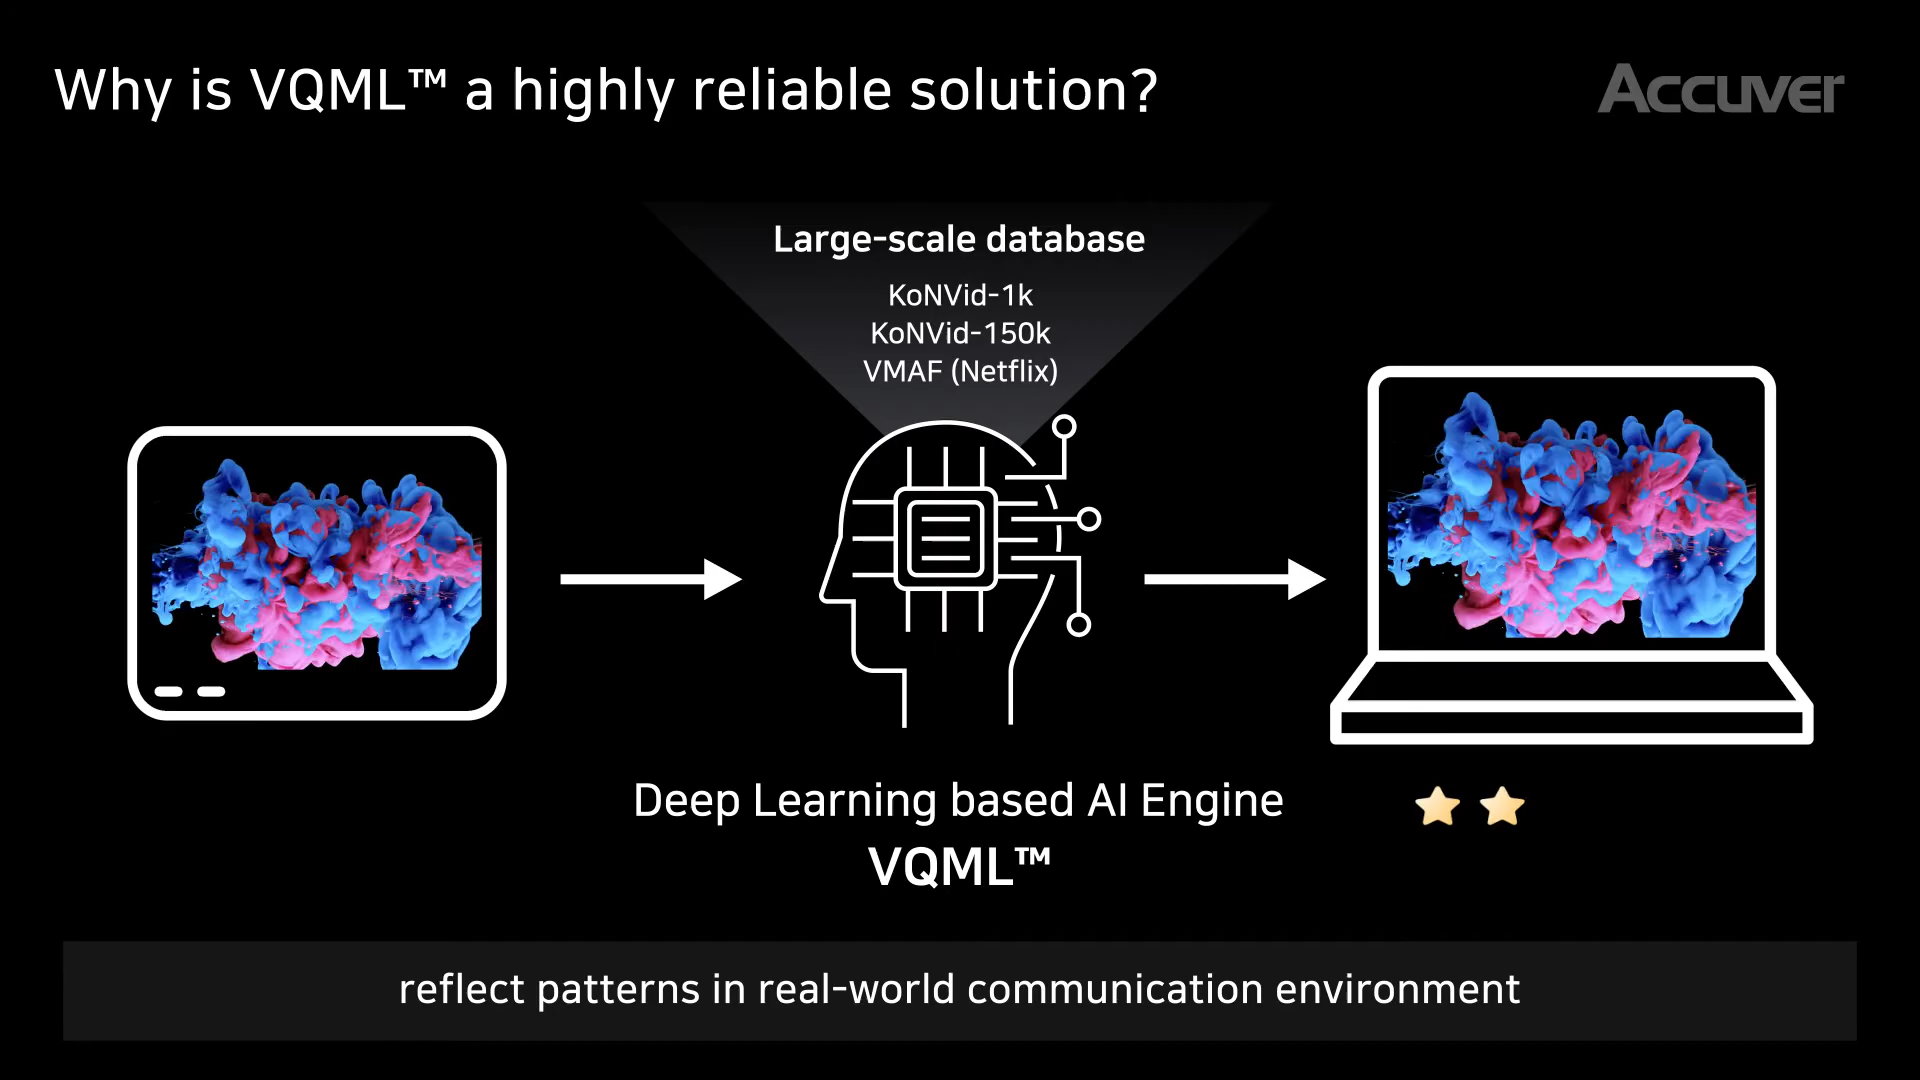 Why is VQML™ a highly reliable solution?
Accuver
Large-scale database
KoNVid-1k
KoNVid-150k
VMAF (Netflix)
Deep Learning based AI Engine
VQML™
reflect patterns in real-world communication environment